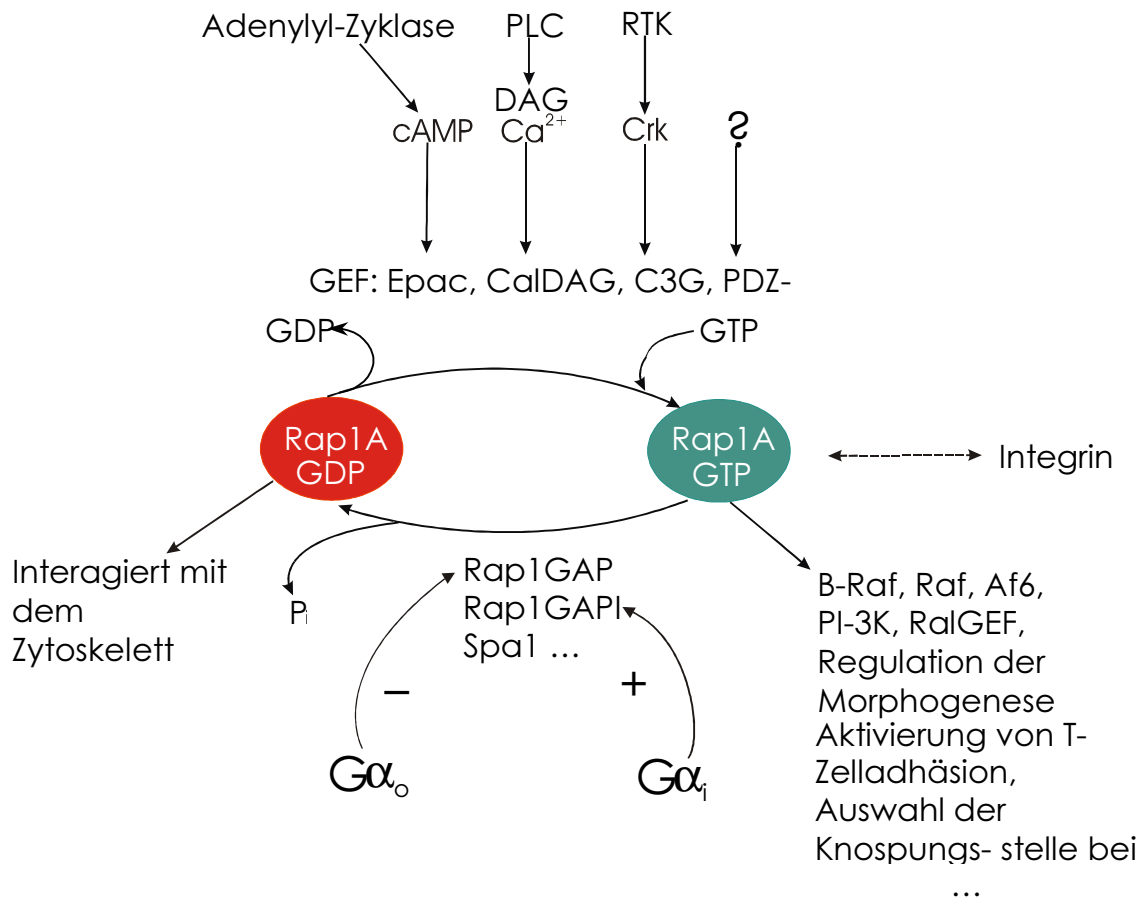 Adenylyl-Zyklase PLC RTK
DAG
cAMP Ca²⁺ Crk ?
GEF: Epac, CalDAG, C3G, PDZ-
GDP GTP
Rap1A
GDP
Rap1A
GTP
Integrin
Interagiert mit
dem
Zytoskelett
Pi
Rap1GAP
Rap1GAPI
Spa1 ...
– +
Gαo Gαi
B-Raf, Raf, Af6,
PI-3K, RalGEF,
Regulation der
Morphogenese
Aktivierung von T-
Zelladhäsion,
Auswahl der
Knospungs- stelle bei
...